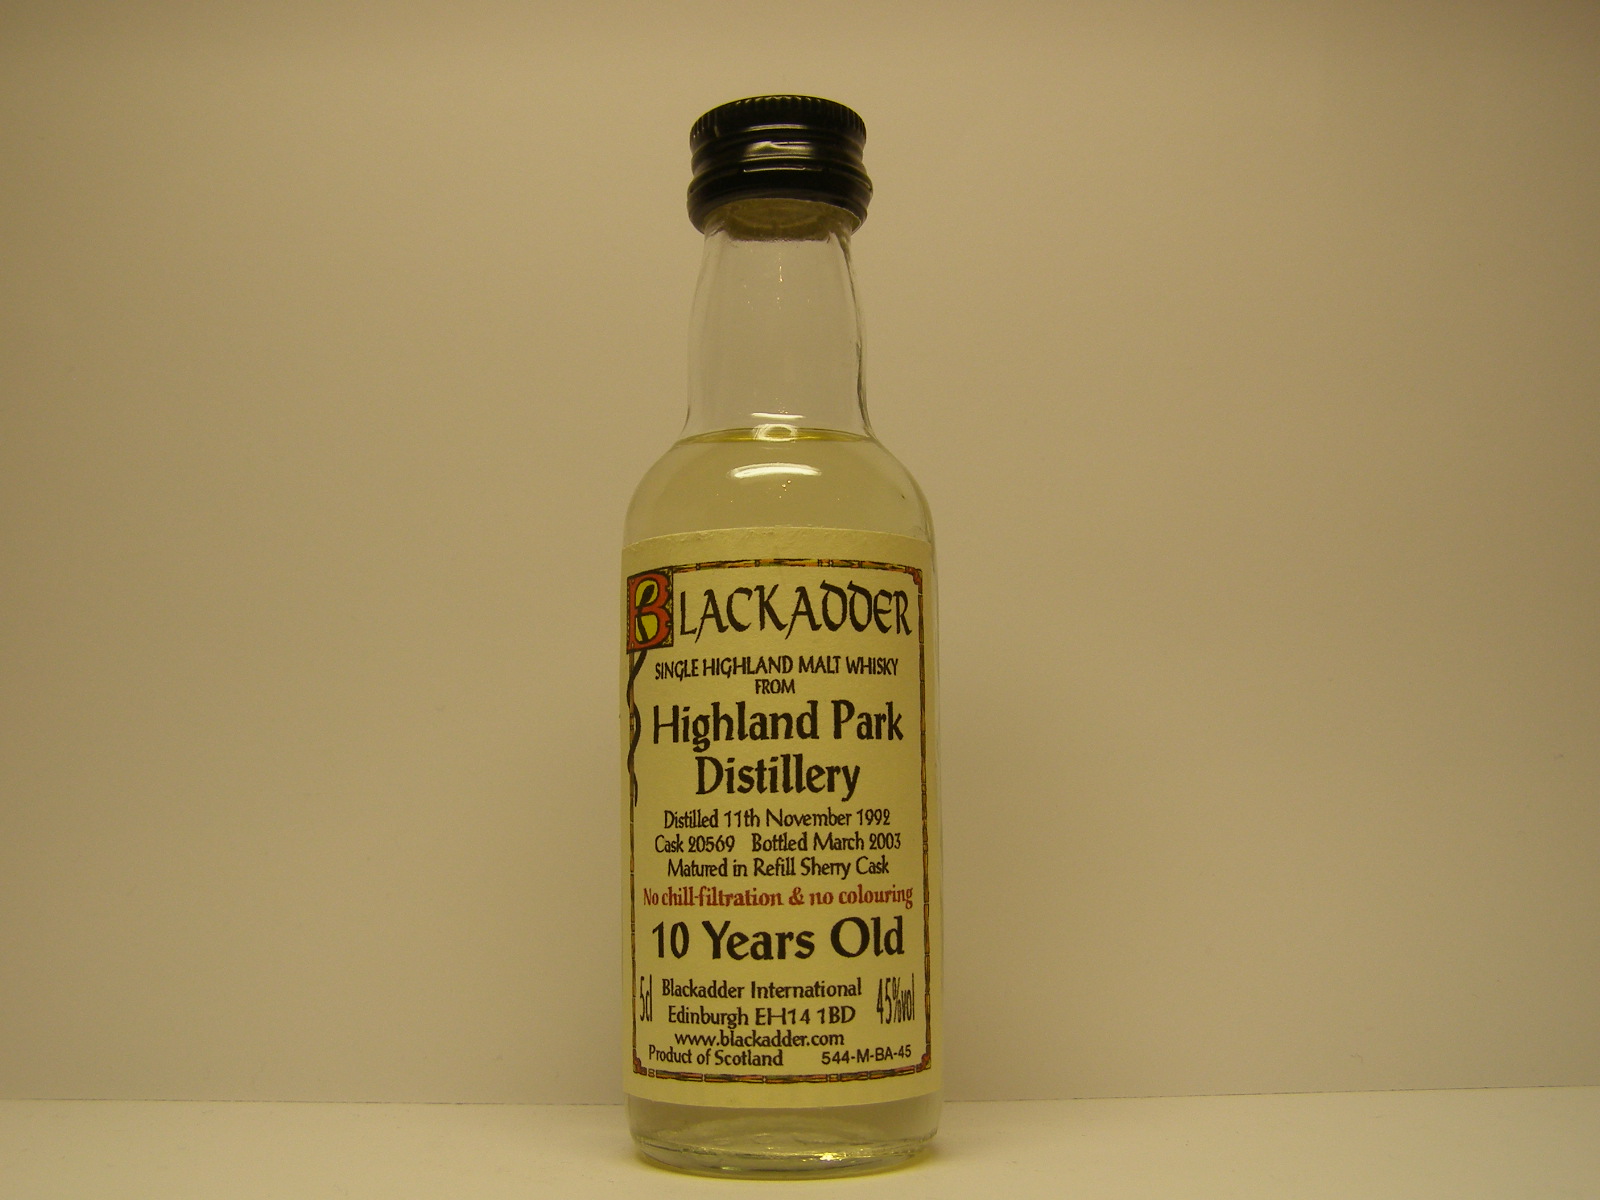 BLACKADDER
SINGLE HIGHLAND MALT WHISKY
FROM
Highland Park
Distillery
Distilled 11th November 1992
Cask 20569 Bottled March 2003
Matured in Refill Sherry Cask
No chill-filtration & no colouring
10 Years Old
5cl Blackadder International 45%vol
Edinburgh EH14 1BD
www.blackadder.com
Product of Scotland 544-M-BA-45